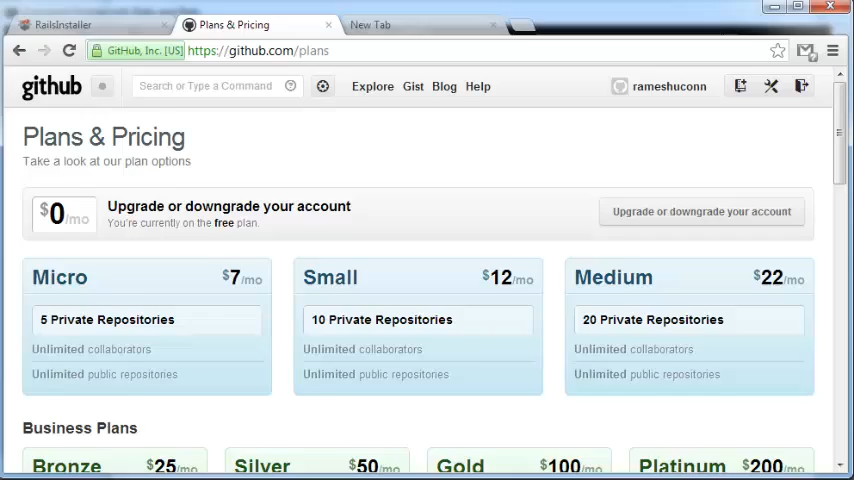 RailsInstaller
Plans & Pricing
New Tab
GitHub, Inc. [US] https://github.com/plans
github Search or Type a Command Explore Gist Blog Help rameshuconn
Plans & Pricing
Take a look at our plan options
$0/mo
Upgrade or downgrade your account
You're currently on the free plan.
Upgrade or downgrade your account
Micro $7/mo
5 Private Repositories
Unlimited collaborators
Unlimited public repositories
Small $12/mo
10 Private Repositories
Unlimited collaborators
Unlimited public repositories
Medium $22/mo
20 Private Repositories
Unlimited collaborators
Unlimited public repositories
Business Plans
Bronze $25/mo
Silver $50/mo
Gold $100/mo
Platinum $200/mo